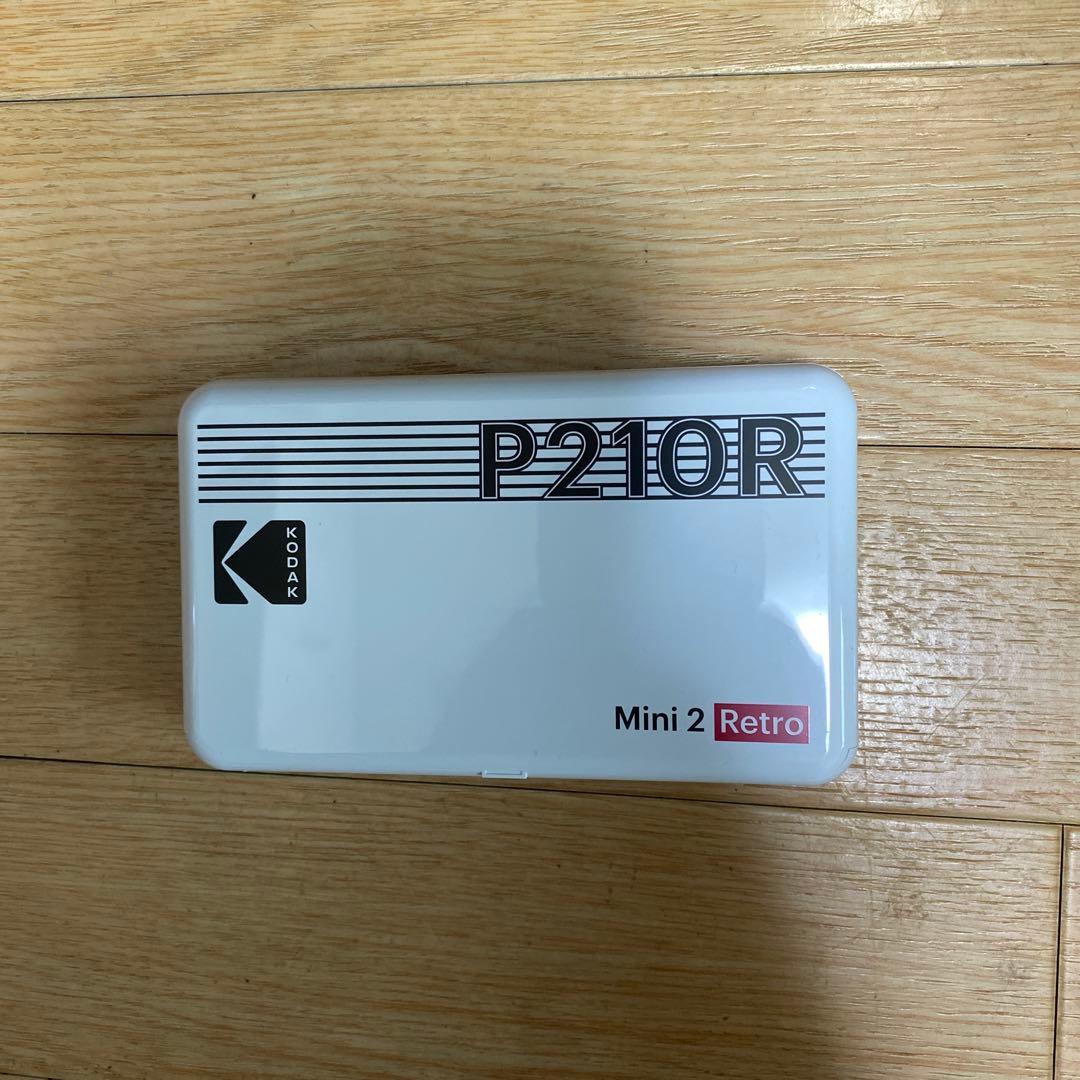 P210R
KODAK
Mini 2 Retro